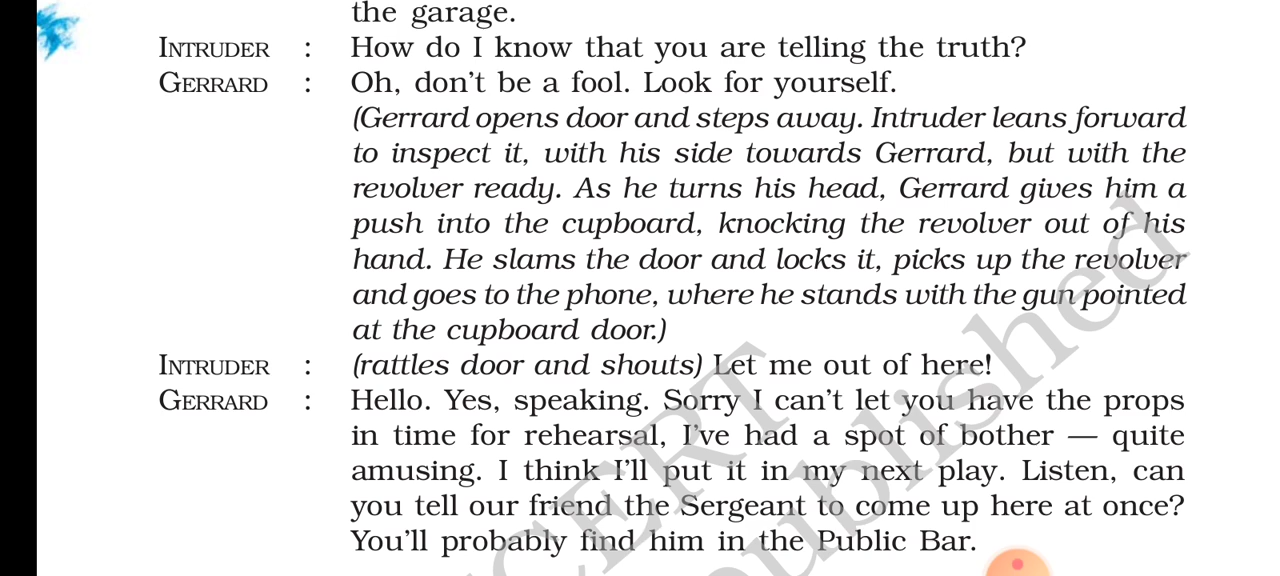 the garage.
INTRUDER : How do I know that you are telling the truth?
GERRARD : Oh, don't be a fool. Look for yourself.
(Gerrard opens door and steps away. Intruder leans forward
to inspect it, with his side towards Gerrard, but with the
revolver ready. As he turns his head, Gerrard gives him a
push into the cupboard, knocking the revolver out of his
hand. He slams the door and locks it, picks up the revolver
and goes to the phone, where he stands with the gun pointed
at the cupboard door.)
INTRUDER : (rattles door and shouts) Let me out of here!
GERRARD : Hello. Yes, speaking. Sorry I can't let you have the props
in time for rehearsal, I've had a spot of bother — quite
amusing. I think I'll put it in my next play. Listen, can
you tell our friend the Sergeant to come up here at once?
You'll probably find him in the Public Bar.